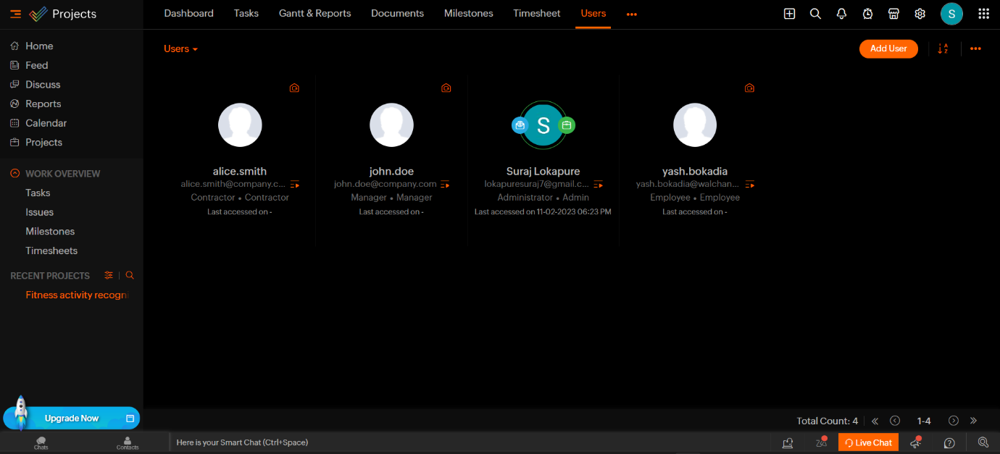 Projects
Dashboard Tasks Gantt & Reports Documents Milestones Timesheet Users
S
Home
Feed
Discuss
Reports
Calendar
Projects
WORK OVERVIEW
Tasks
Issues
Milestones
Timesheets
RECENT PROJECTS
Fitness activity recogni
Upgrade Now
Users
Add User
A
Z
alice.smith
alice.smith@company.c...
Contractor • Contractor
Last accessed on -
john.doe
john.doe@company.com
Manager • Manager
Last accessed on -
S
Suraj Lokapure
lokapuresuraj7@gmail.c...
Administrator • Admin
Last accessed on 11-02-2023 06:23 PM
yash.bokadia
yash.bokadia@walchan...
Employee • Employee
Last accessed on -
Total Count: 4
1-4
Chats
Contacts
Here is your Smart Chat (Ctrl+Space)
Live Chat